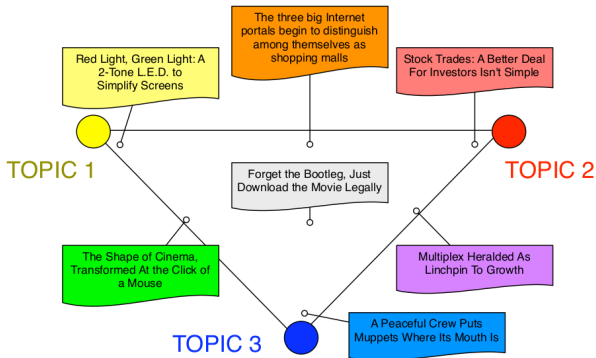 The three big Internet
portals begin to distinguish
among themselves as
shopping malls
Red Light, Green Light: A
2-Tone L.E.D. to
Simplify Screens
Stock Trades: A Better Deal
For Investors Isn't Simple
TOPIC 1
TOPIC 2
Forget the Bootleg, Just
Download the Movie Legally
The Shape of Cinema,
Transformed At the Click of
a Mouse
Multiplex Heralded As
Linchpin To Growth
TOPIC 3
A Peaceful Crew Puts
Muppets Where Its Mouth Is